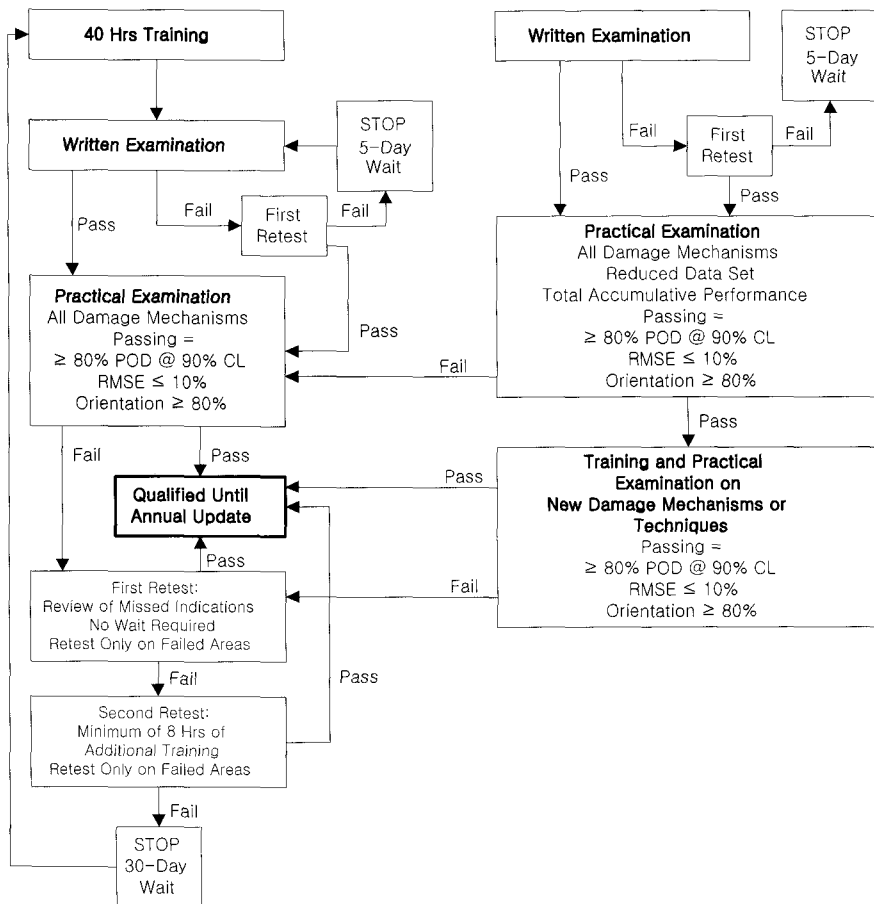 40 Hrs Training
Written Examination
STOP
5-Day
Wait
Pass
Fail
First
Retest
Fail
Pass
Practical Examination
All Damage Mechanisms
Passing =
≥ 80% POD @ 90% CL
RMSE ≤ 10%
Orientation ≥ 80%
Fail
Pass
Qualified Until
Annual Update
Pass
First Retest:
Review of Missed Indications
No Wait Required
Retest Only on Failed Areas
Fail
Pass
Second Retest:
Minimum of 8 Hrs of
Additional Training
Retest Only on Failed Areas
Fail
STOP
30-Day
Wait
Written Examination
STOP
5-Day
Wait
Fail
First
Retest
Fail
Pass
Pass
Practical Examination
All Damage Mechanisms
Reduced Data Set
Total Accumulative Performance
Passing =
≥ 80% POD @ 90% CL
RMSE ≤ 10%
Orientation ≥ 80%
Fail
Pass
Training and Practical
Examination on
New Damage Mechanisms or
Techniques
Passing =
≥ 80% POD @ 90% CL
RMSE ≤ 10%
Orientation ≥ 80%
Pass
Fail